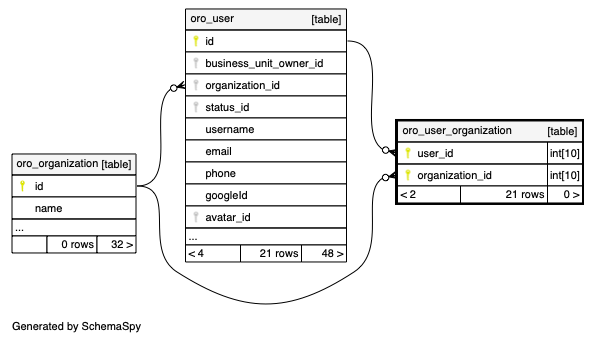 oro_user [table]
id
business_unit_owner_id
organization_id
status_id
username
email
phone
googleId
avatar_id
...
< 4 21 rows 48 >
oro_organization [table]
id
name
...
0 rows 32 >
oro_user_organization [table]
user_id int[10]
organization_id int[10]
< 2 21 rows 0 >
Generated by SchemaSpy